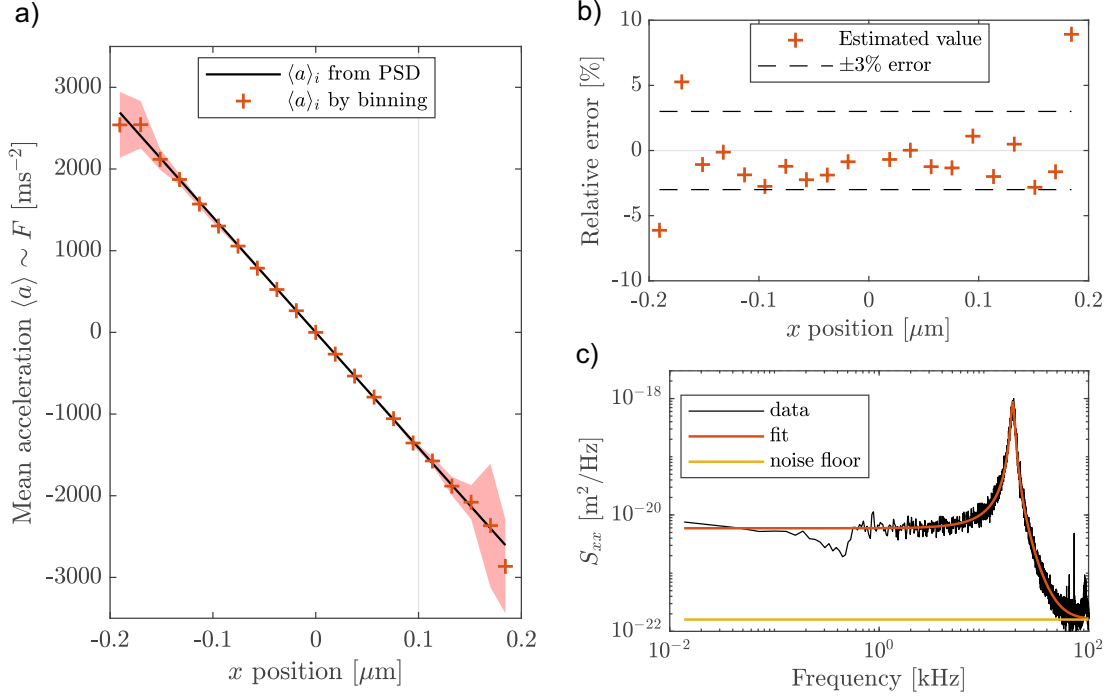 a)
Mean acceleration ⟨a⟩ ∼ F [ms⁻²]
3000
2000
1000
0
-1000
-2000
-3000
⟨a⟩ᵢ from PSD
⟨a⟩ᵢ by binning
-0.2
-0.1
0
0.1
0.2
x position [μm]
b)
Relative error [%]
10
5
0
-5
-10
Estimated value
±3% error
-0.2
-0.1
0
0.1
0.2
x position [μm]
c)
Sₓₓ [m²/Hz]
10⁻¹⁸
10⁻²⁰
10⁻²²
data
fit
noise floor
10⁻²
10⁰
10²
Frequency [kHz]